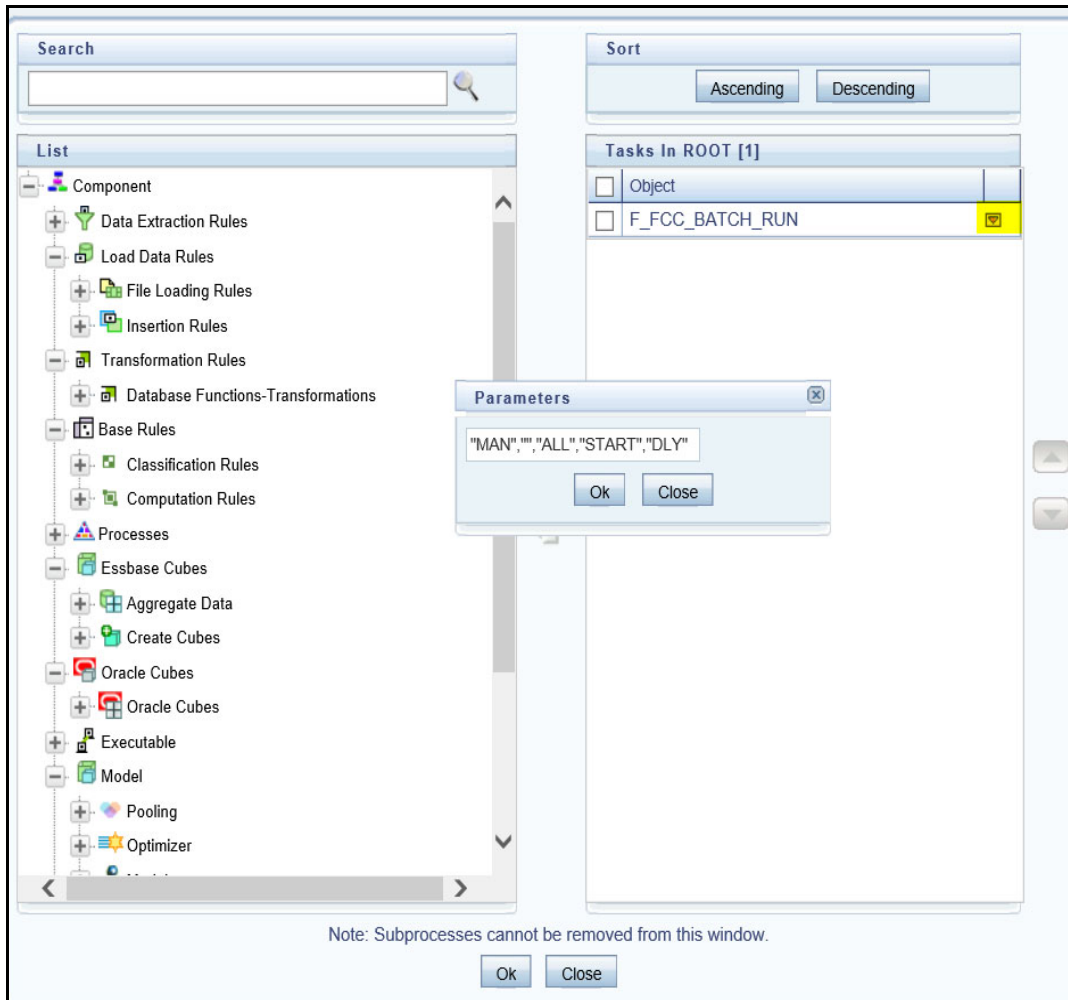 Search
Sort
Ascending
Descending
List
Component
Data Extraction Rules
Load Data Rules
File Loading Rules
Insertion Rules
Transformation Rules
Database Functions-Transformations
Base Rules
Classification Rules
Computation Rules
Processes
Essbase Cubes
Aggregate Data
Create Cubes
Oracle Cubes
Oracle Cubes
Executable
Model
Pooling
Optimizer
Tasks In ROOT [1]
Object
F_FCC_BATCH_RUN
Parameters
"MAN","","ALL","START","DLY"
Ok
Close
Note: Subprocesses cannot be removed from this window.
Ok
Close